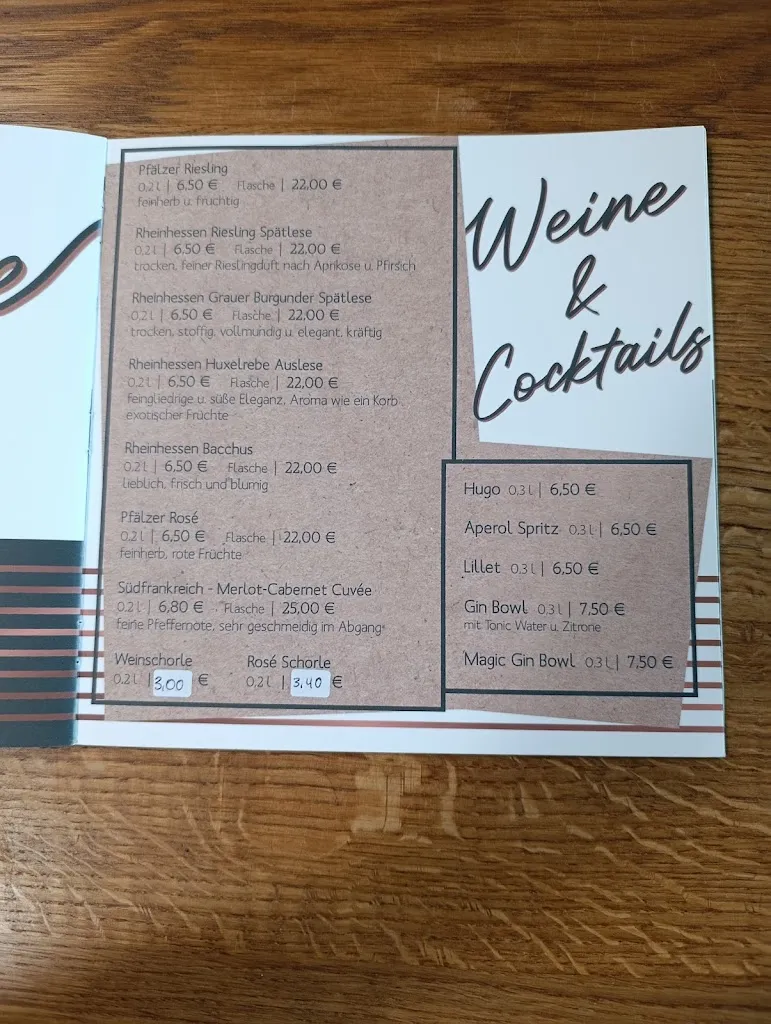 Pfälzer Riesling
0,2 l | 6,50 € Flasche | 22,00 €
feinherb u. fruchtig
Rheinhessen Riesling Spätlese
0,2 l | 6,50 € Flasche | 22,00 €
trocken, feiner Rieslingduft nach Aprikose u. Pfirsich
Rheinhessen Grauer Burgunder Spätlese
0,2 l | 6,50 € Flasche | 22,00 €
trocken, stoffig, vollmundig u. elegant, kräftig
Rheinhessen Huxelrebe Auslese
0,2 l | 6,50 € Flasche | 22,00 €
feingliedrige u. süße Eleganz, Aroma wie ein Korb
exotischer Früchte
Rheinhessen Bacchus
0,2 l | 6,50 € Flasche | 22,00 €
lieblich, frisch und blumig
Pfälzer Rosé
0,2 l | 6,50 € Flasche | 22,00 €
feinherb, rote Früchte
Südfrankreich - Merlot-Cabernet Cuvée
0,2 l | 6,80 € Flasche | 25,00 €
feine Pfeffernote, sehr geschmeidig im Abgang
Weinschorle Rosé Schorle
0,2 l | 3,00 € 0,2 l | 3,40 €
Weine
&
Cocktails
Hugo 0,3 l | 6,50 €
Aperol Spritz 0,3 l | 6,50 €
Lillet 0,3 l | 6,50 €
Gin Bowl 0,3 l | 7,50 €
mit Tonic Water u. Zitrone
Magic Gin Bowl 0,3 l | 7,50 €